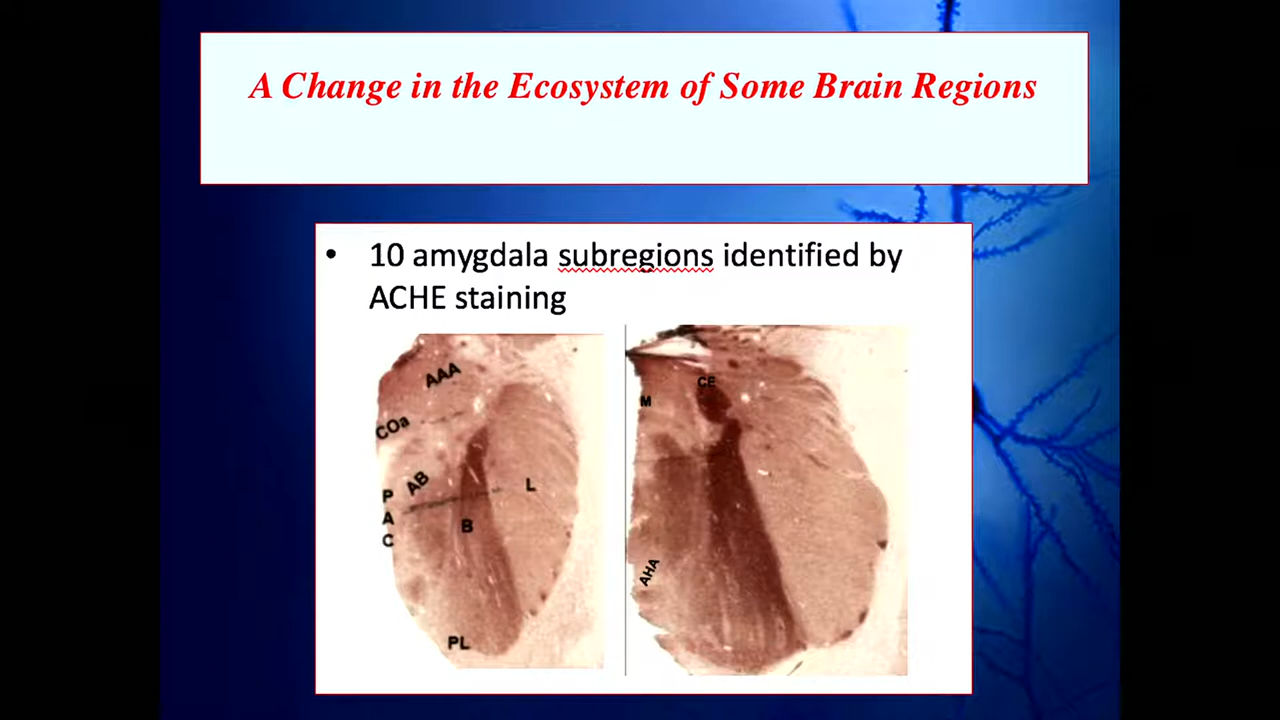 A Change in the Ecosystem of Some Brain Regions
• 10 amygdala subregions identified by
ACHE staining
AAA
COa
AB
P
A
C
L
B
PL
CE
M
AHA